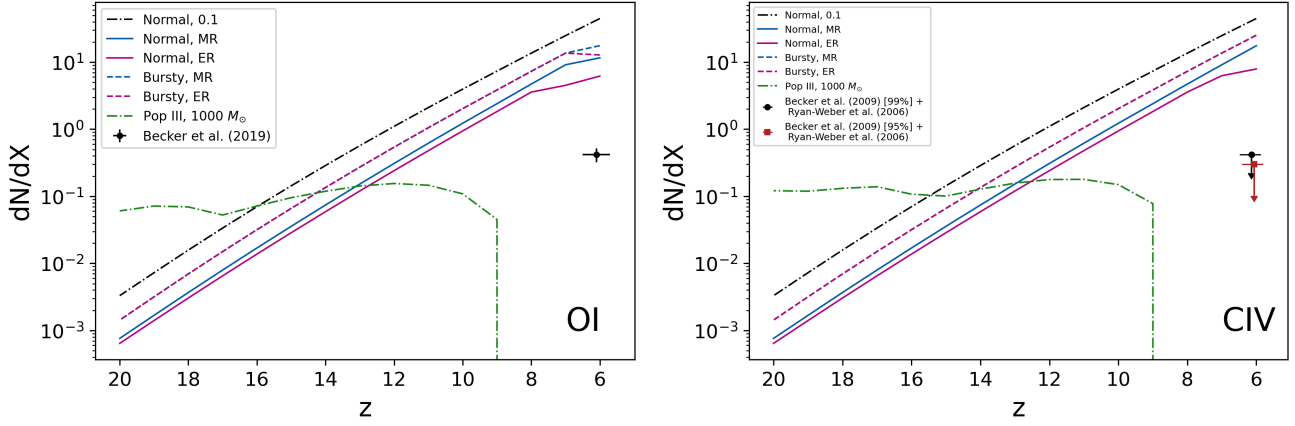 Normal, 0.1
Normal, MR
Normal, ER
Bursty, MR
Bursty, ER
Pop III, 1000 M⊙
Becker et al. (2019)
10¹
10⁰
10⁻¹
10⁻²
10⁻³
dN/dX
OI
20 18 16 14 12 10 8 6
z
Normal, 0.1
Normal, MR
Normal, ER
Bursty, MR
Bursty, ER
Pop III, 1000 M⊙
Becker et al. (2009) [99%] +
Ryan-Weber et al. (2006)
Becker et al. (2009) [95%] +
Ryan-Weber et al. (2006)
10¹
10⁰
10⁻¹
10⁻²
10⁻³
dN/dX
CIV
20 18 16 14 12 10 8 6
z